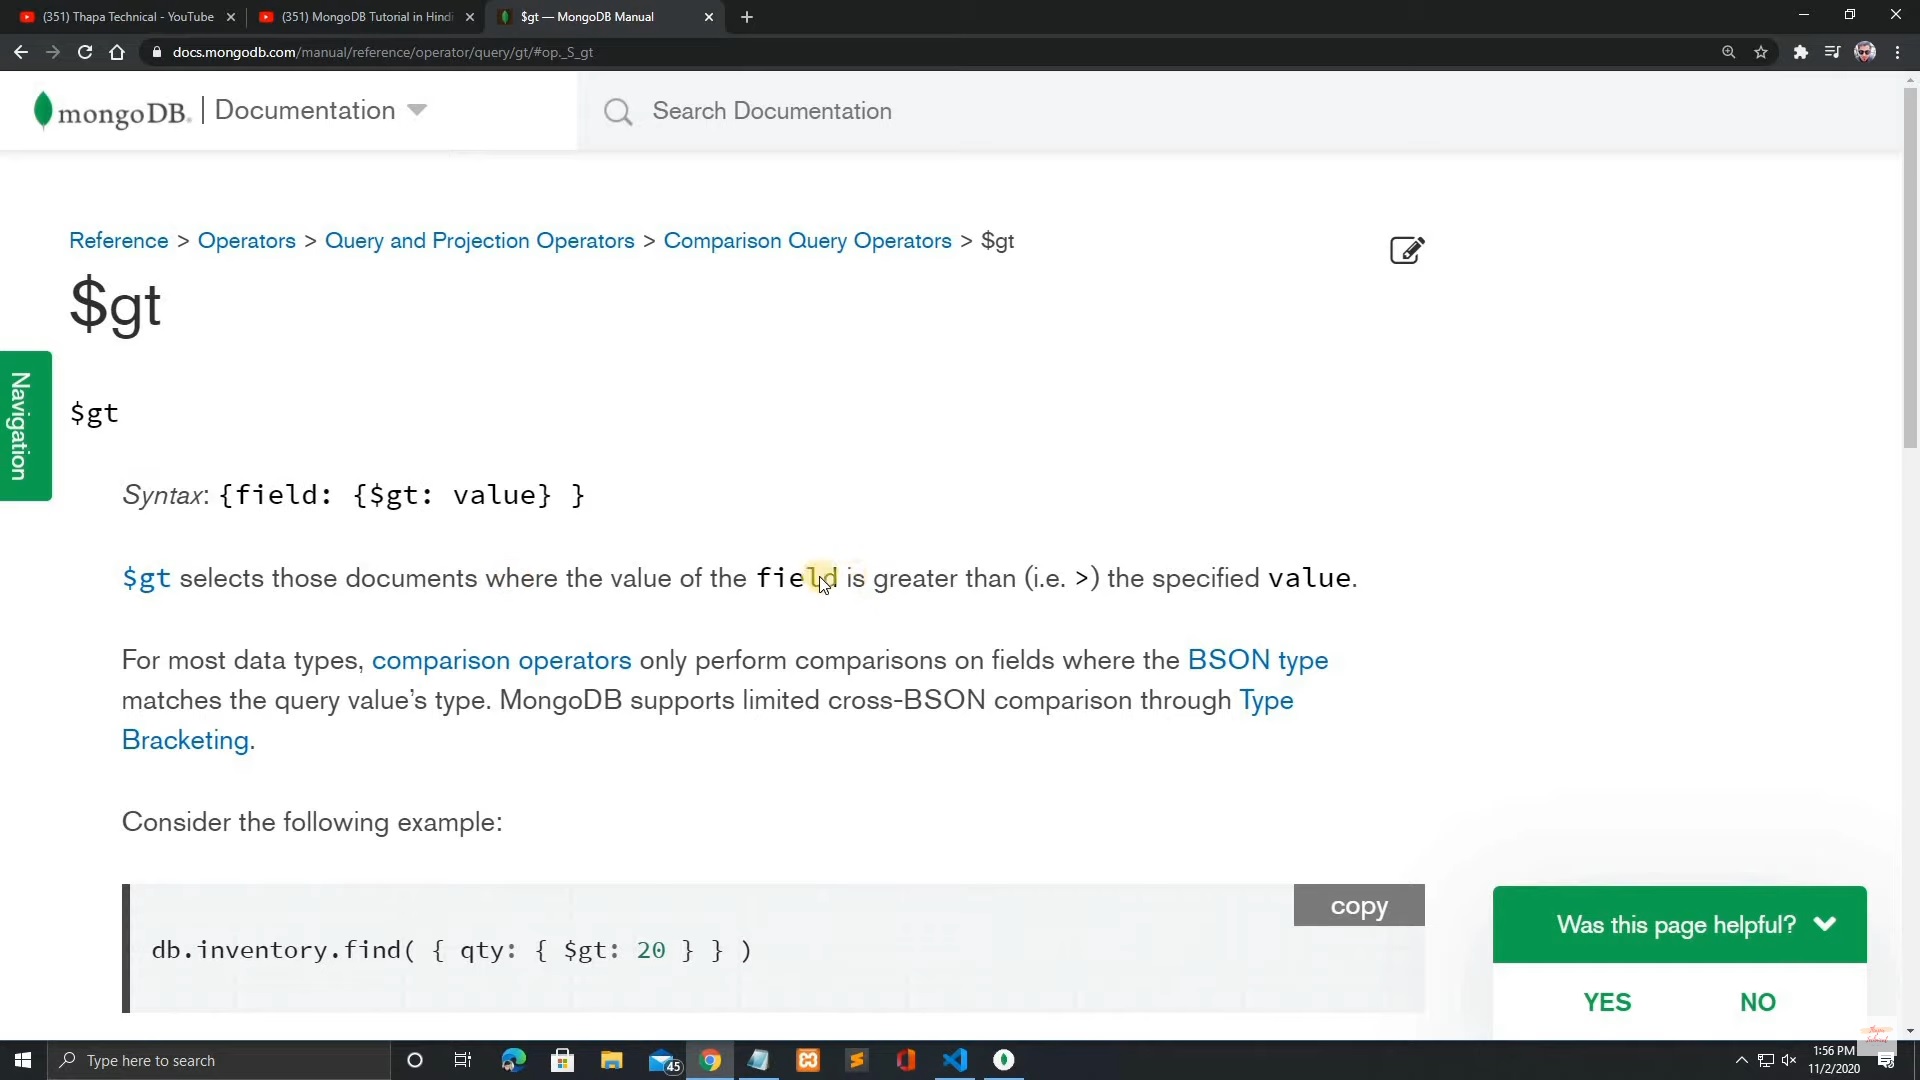 (351) Thapa Technical - YouTube
(351) MongoDB Tutorial in Hindi
$gt — MongoDB Manual
docs.mongodb.com/manual/reference/operator/query/gt/#op._S_gt
mongoDB. | Documentation
Search Documentation
Reference > Operators > Query and Projection Operators > Comparison Query Operators > $gt
$gt
Navigation
$gt
Syntax: {field: {$gt: value} }
$gt selects those documents where the value of the field is greater than (i.e. >) the specified value.
For most data types, comparison operators only perform comparisons on fields where the BSON type
matches the query value’s type. MongoDB supports limited cross-BSON comparison through Type
Bracketing.
Consider the following example:
copy
db.inventory.find( { qty: { $gt: 20 } } )
Was this page helpful?
YES NO
Type here to search
45
1:56 PM
11/2/2020